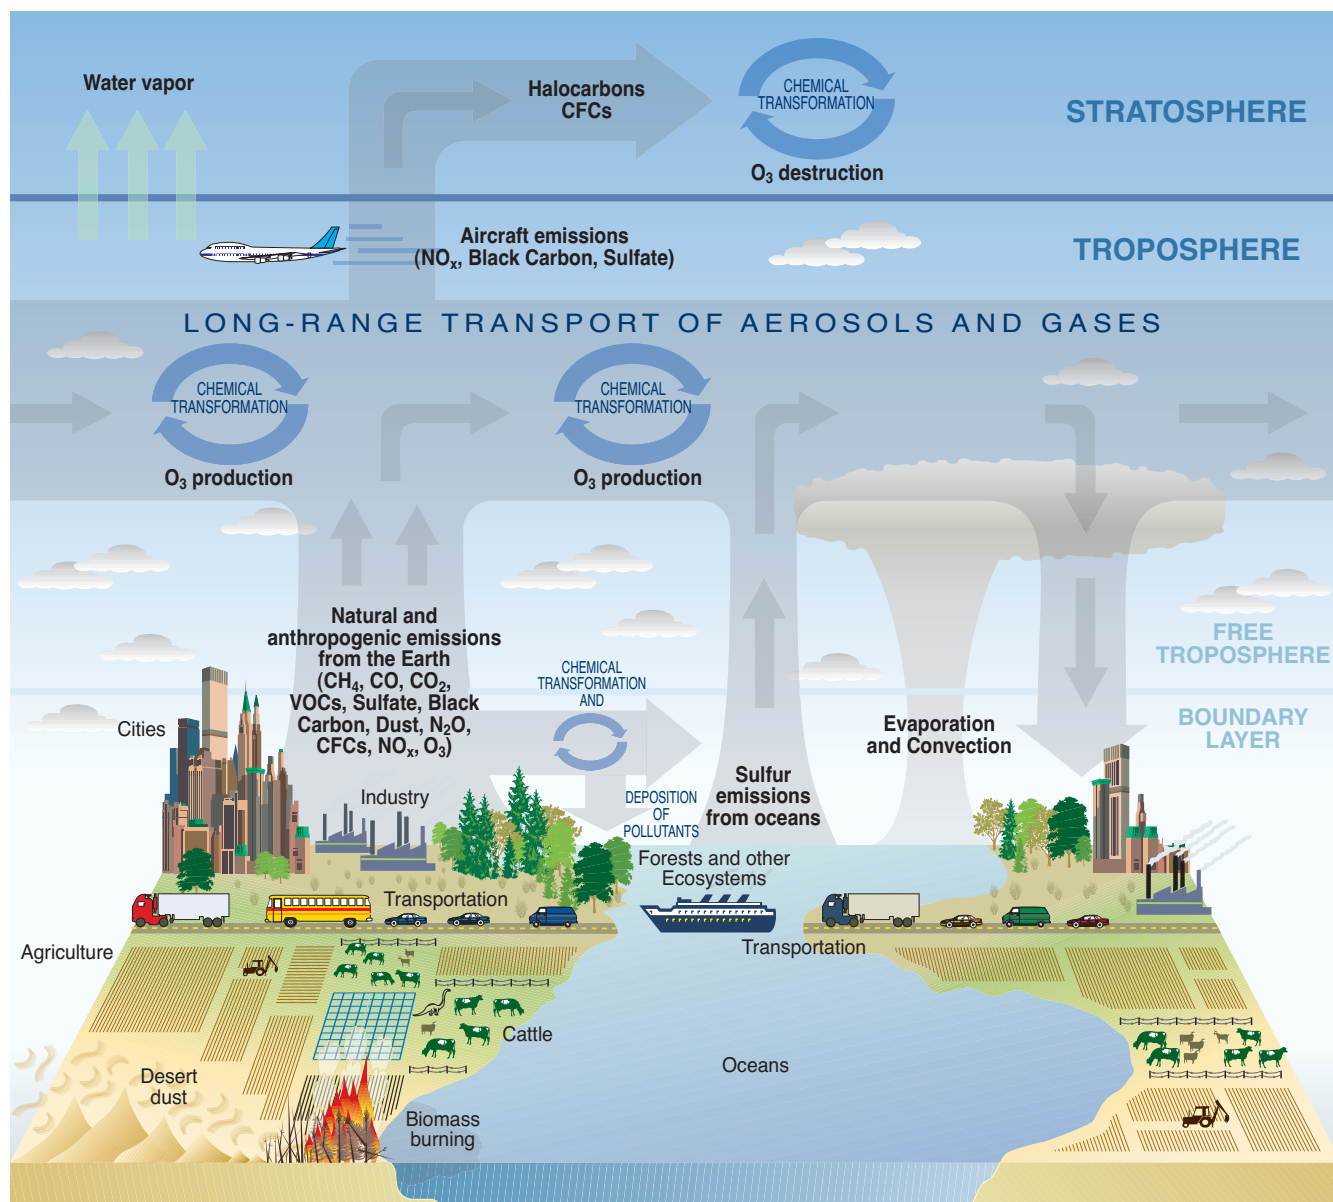 Water vapor
Halocarbons
CFCs
CHEMICAL
TRANSFORMATION
O₃ destruction
STRATOSPHERE
Aircraft emissions
(NOₓ, Black Carbon, Sulfate)
TROPOSPHERE
LONG-RANGE TRANSPORT OF AEROSOLS AND GASES
CHEMICAL
TRANSFORMATION
O₃ production
CHEMICAL
TRANSFORMATION
O₃ production
Natural and
anthropogenic emissions
from the Earth
(CH₄, CO, CO₂,
VOCs, Sulfate, Black
Carbon, Dust, N₂O,
CFCs, NOₓ, O₃)
CHEMICAL
TRANSFORMATION
AND
DEPOSITION
OF
POLLUTANTS
FREE
TROPOSPHERE
BOUNDARY
LAYER
Evaporation
and Convection
Sulfur
emissions
from oceans
Cities
Industry
Forests and other
Ecosystems
Transportation
Transportation
Agriculture
Cattle
Oceans
Desert
dust
Biomass
burning